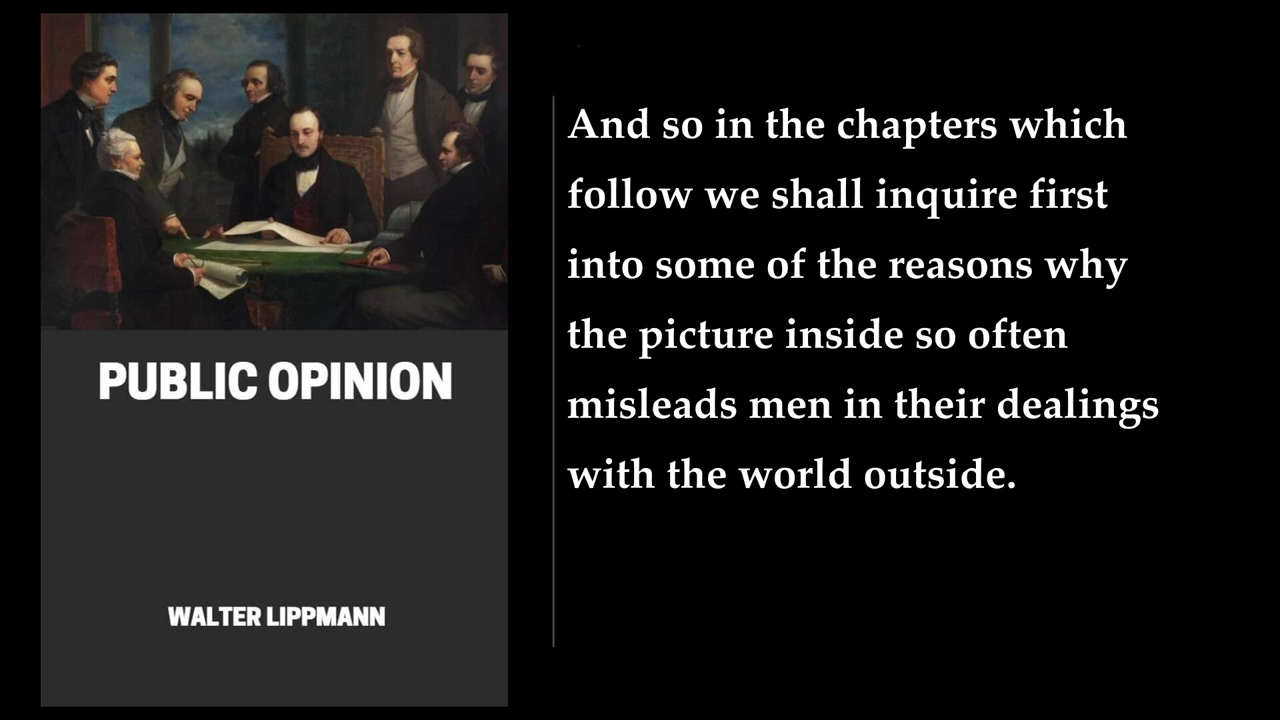 PUBLIC OPINION
WALTER LIPPMANN
And so in the chapters which
follow we shall inquire first
into some of the reasons why
the picture inside so often
misleads men in their dealings
with the world outside.